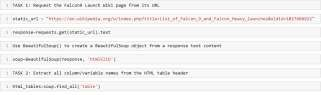 TASK 1: Request the Falcon9 Launch Wiki page from its URL
static_url = "https://en.wikipedia.org/w/index.php?title=List_of_Falcon_9_and_Falcon_Heavy_launches&oldid=1027686922"
response=requests.get(static_url).text
Use BeautifulSoup() to create a BeautifulSoup object from a response text content
soup=BeautifulSoup(response, 'html5lib')
TASK 2: Extract all column/variable names from the HTML table header
html_tables=soup.find_all('table')